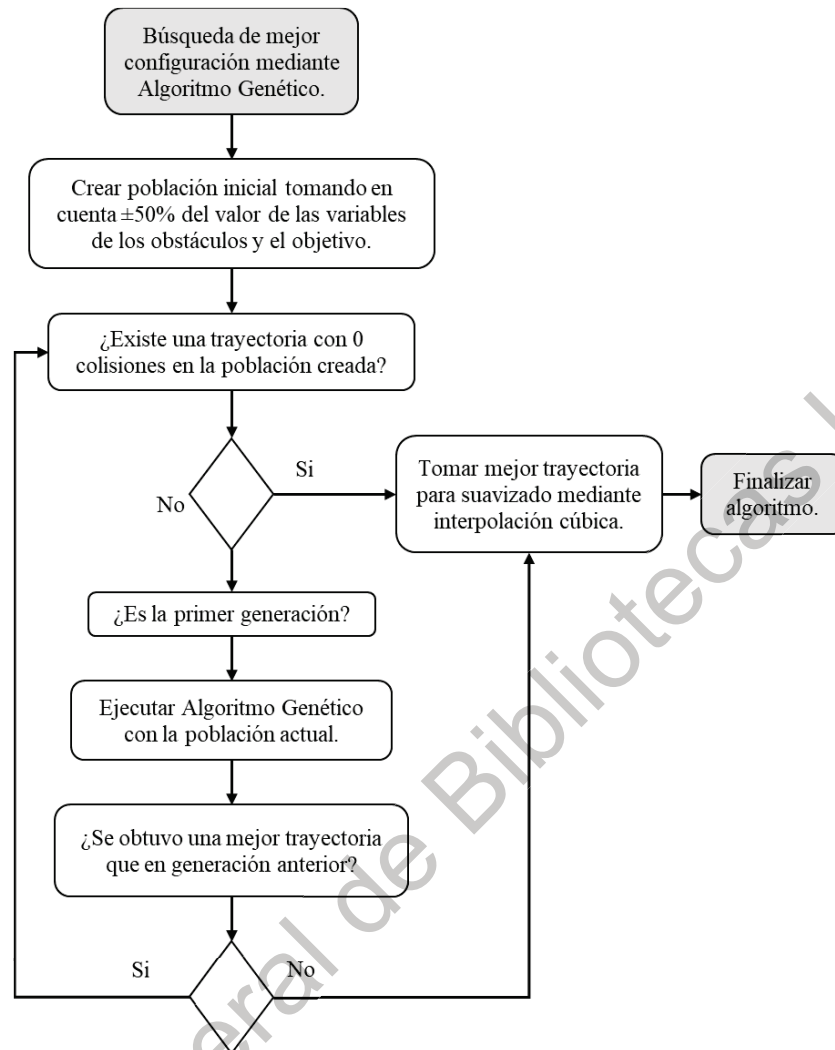 Búsqueda de mejor
configuración mediante
Algoritmo Genético.
Crear población inicial tomando en
cuenta ±50% del valor de las variables
de los obstáculos y el objetivo.
¿Existe una trayectoria con 0
colisiones en la población creada?
Si
No
Tomar mejor trayectoria
para suavizado mediante
interpolación cúbica.
Finalizar
algoritmo.
¿Es la primer generación?
Ejecutar Algoritmo Genético
con la población actual.
¿Se obtuvo una mejor trayectoria
que en generación anterior?
Si
No
eral de Bibliotecas